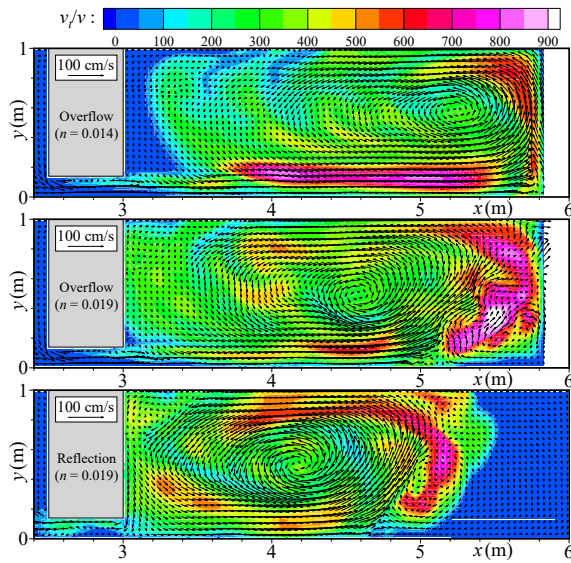 v_t/v : 0 100 200 300 400 500 600 700 800 900
1
100 cm/s
y(m)
Overflow
(n = 0.014)
0
3 4 5 x(m) 6
1
100 cm/s
y(m)
Overflow
(n = 0.019)
0
3 4 5 x(m) 6
1
100 cm/s
y(m)
Reflection
(n = 0.019)
0
3 4 5 x(m) 6